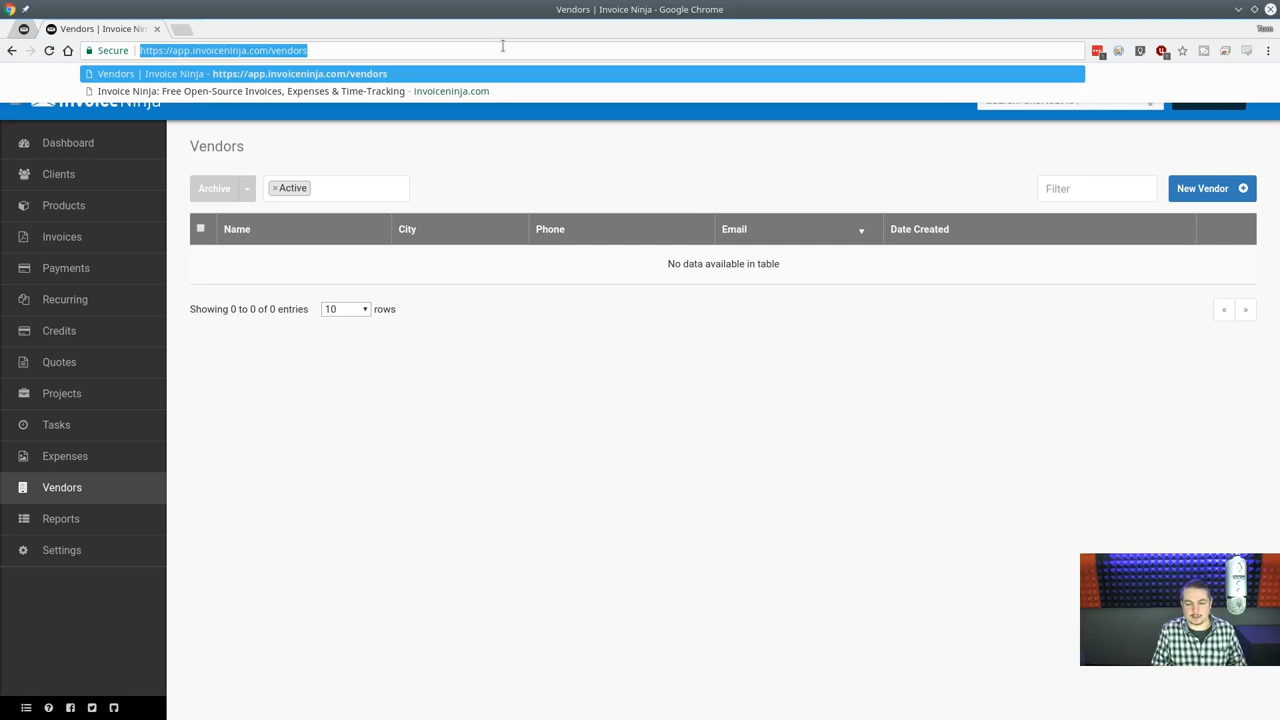 Vendors | Invoice Ninja - Google Chrome
Vendors | Invoice Nin
Tom
Secure
https://app.invoiceninja.com/vendors
Vendors | Invoice Ninja - https://app.invoiceninja.com/vendors
Invoice Ninja: Free Open-Source Invoices, Expenses & Time-Tracking - invoiceninja.com
Dashboard
Clients
Products
Invoices
Payments
Recurring
Credits
Quotes
Projects
Tasks
Expenses
Vendors
Reports
Settings
Vendors
Archive
×Active
Filter
New Vendor
Name
City
Phone
Email
Date Created
No data available in table
Showing 0 to 0 of 0 entries
10
rows
«
»